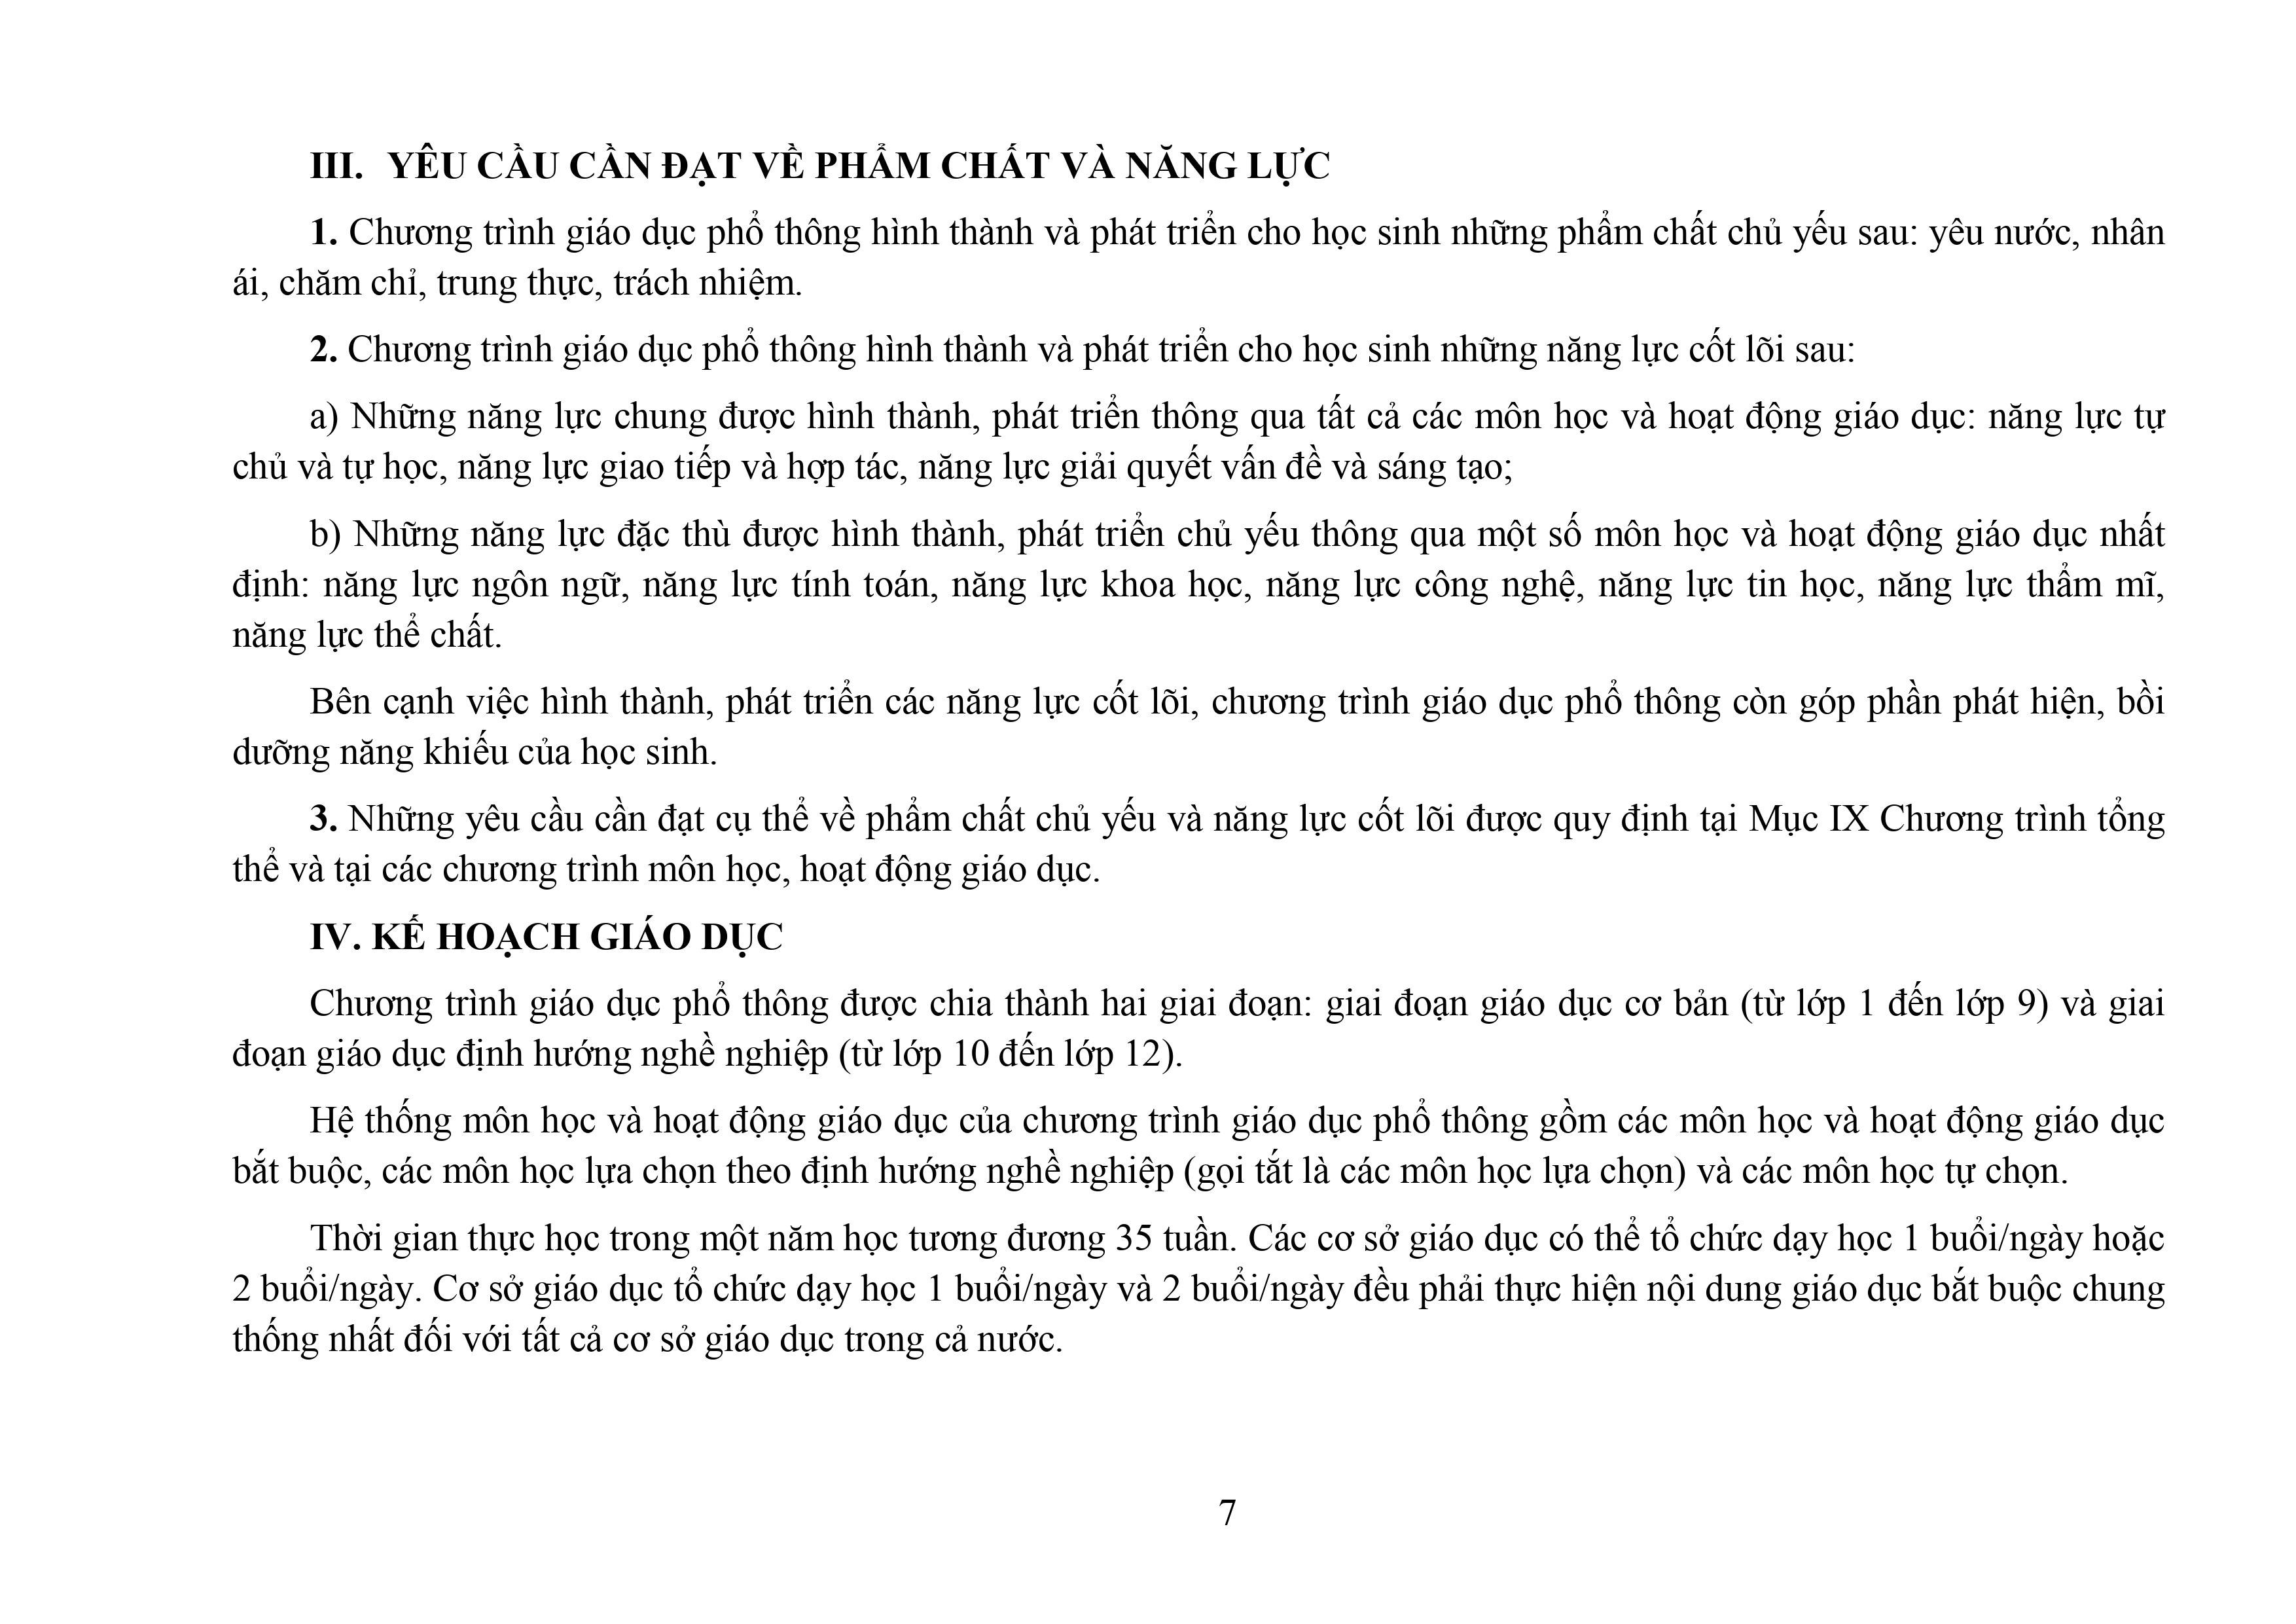 III. YÊU CẦU CẦN ĐẠT VỀ PHẨM CHẤT VÀ NĂNG LỰC
1. Chương trình giáo dục phổ thông hình thành và phát triển cho học sinh những phẩm chất chủ yếu sau: yêu nước, nhân
ái, chăm chỉ, trung thực, trách nhiệm.
2. Chương trình giáo dục phổ thông hình thành và phát triển cho học sinh những năng lực cốt lõi sau:
a) Những năng lực chung được hình thành, phát triển thông qua tất cả các môn học và hoạt động giáo dục: năng lực tự
chủ và tự học, năng lực giao tiếp và hợp tác, năng lực giải quyết vấn đề và sáng tạo;
b) Những năng lực đặc thù được hình thành, phát triển chủ yếu thông qua một số môn học và hoạt động giáo dục nhất
định: năng lực ngôn ngữ, năng lực tính toán, năng lực khoa học, năng lực công nghệ, năng lực tin học, năng lực thẩm mĩ,
năng lực thể chất.
Bên cạnh việc hình thành, phát triển các năng lực cốt lõi, chương trình giáo dục phổ thông còn góp phần phát hiện, bồi
dưỡng năng khiếu của học sinh.
3. Những yêu cầu cần đạt cụ thể về phẩm chất chủ yếu và năng lực cốt lõi được quy định tại Mục IX Chương trình tổng
thể và tại các chương trình môn học, hoạt động giáo dục.
IV. KẾ HOẠCH GIÁO DỤC
Chương trình giáo dục phổ thông được chia thành hai giai đoạn: giai đoạn giáo dục cơ bản (từ lớp 1 đến lớp 9) và giai
đoạn giáo dục định hướng nghề nghiệp (từ lớp 10 đến lớp 12).
Hệ thống môn học và hoạt động giáo dục của chương trình giáo dục phổ thông gồm các môn học và hoạt động giáo dục
bắt buộc, các môn học lựa chọn theo định hướng nghề nghiệp (gọi tắt là các môn học lựa chọn) và các môn học tự chọn.
Thời gian thực học trong một năm học tương đương 35 tuần. Các cơ sở giáo dục có thể tổ chức dạy học 1 buổi/ngày hoặc
2 buổi/ngày. Cơ sở giáo dục tổ chức dạy học 1 buổi/ngày và 2 buổi/ngày đều phải thực hiện nội dung giáo dục bắt buộc chung
thống nhất đối với tất cả cơ sở giáo dục trong cả nước.
7